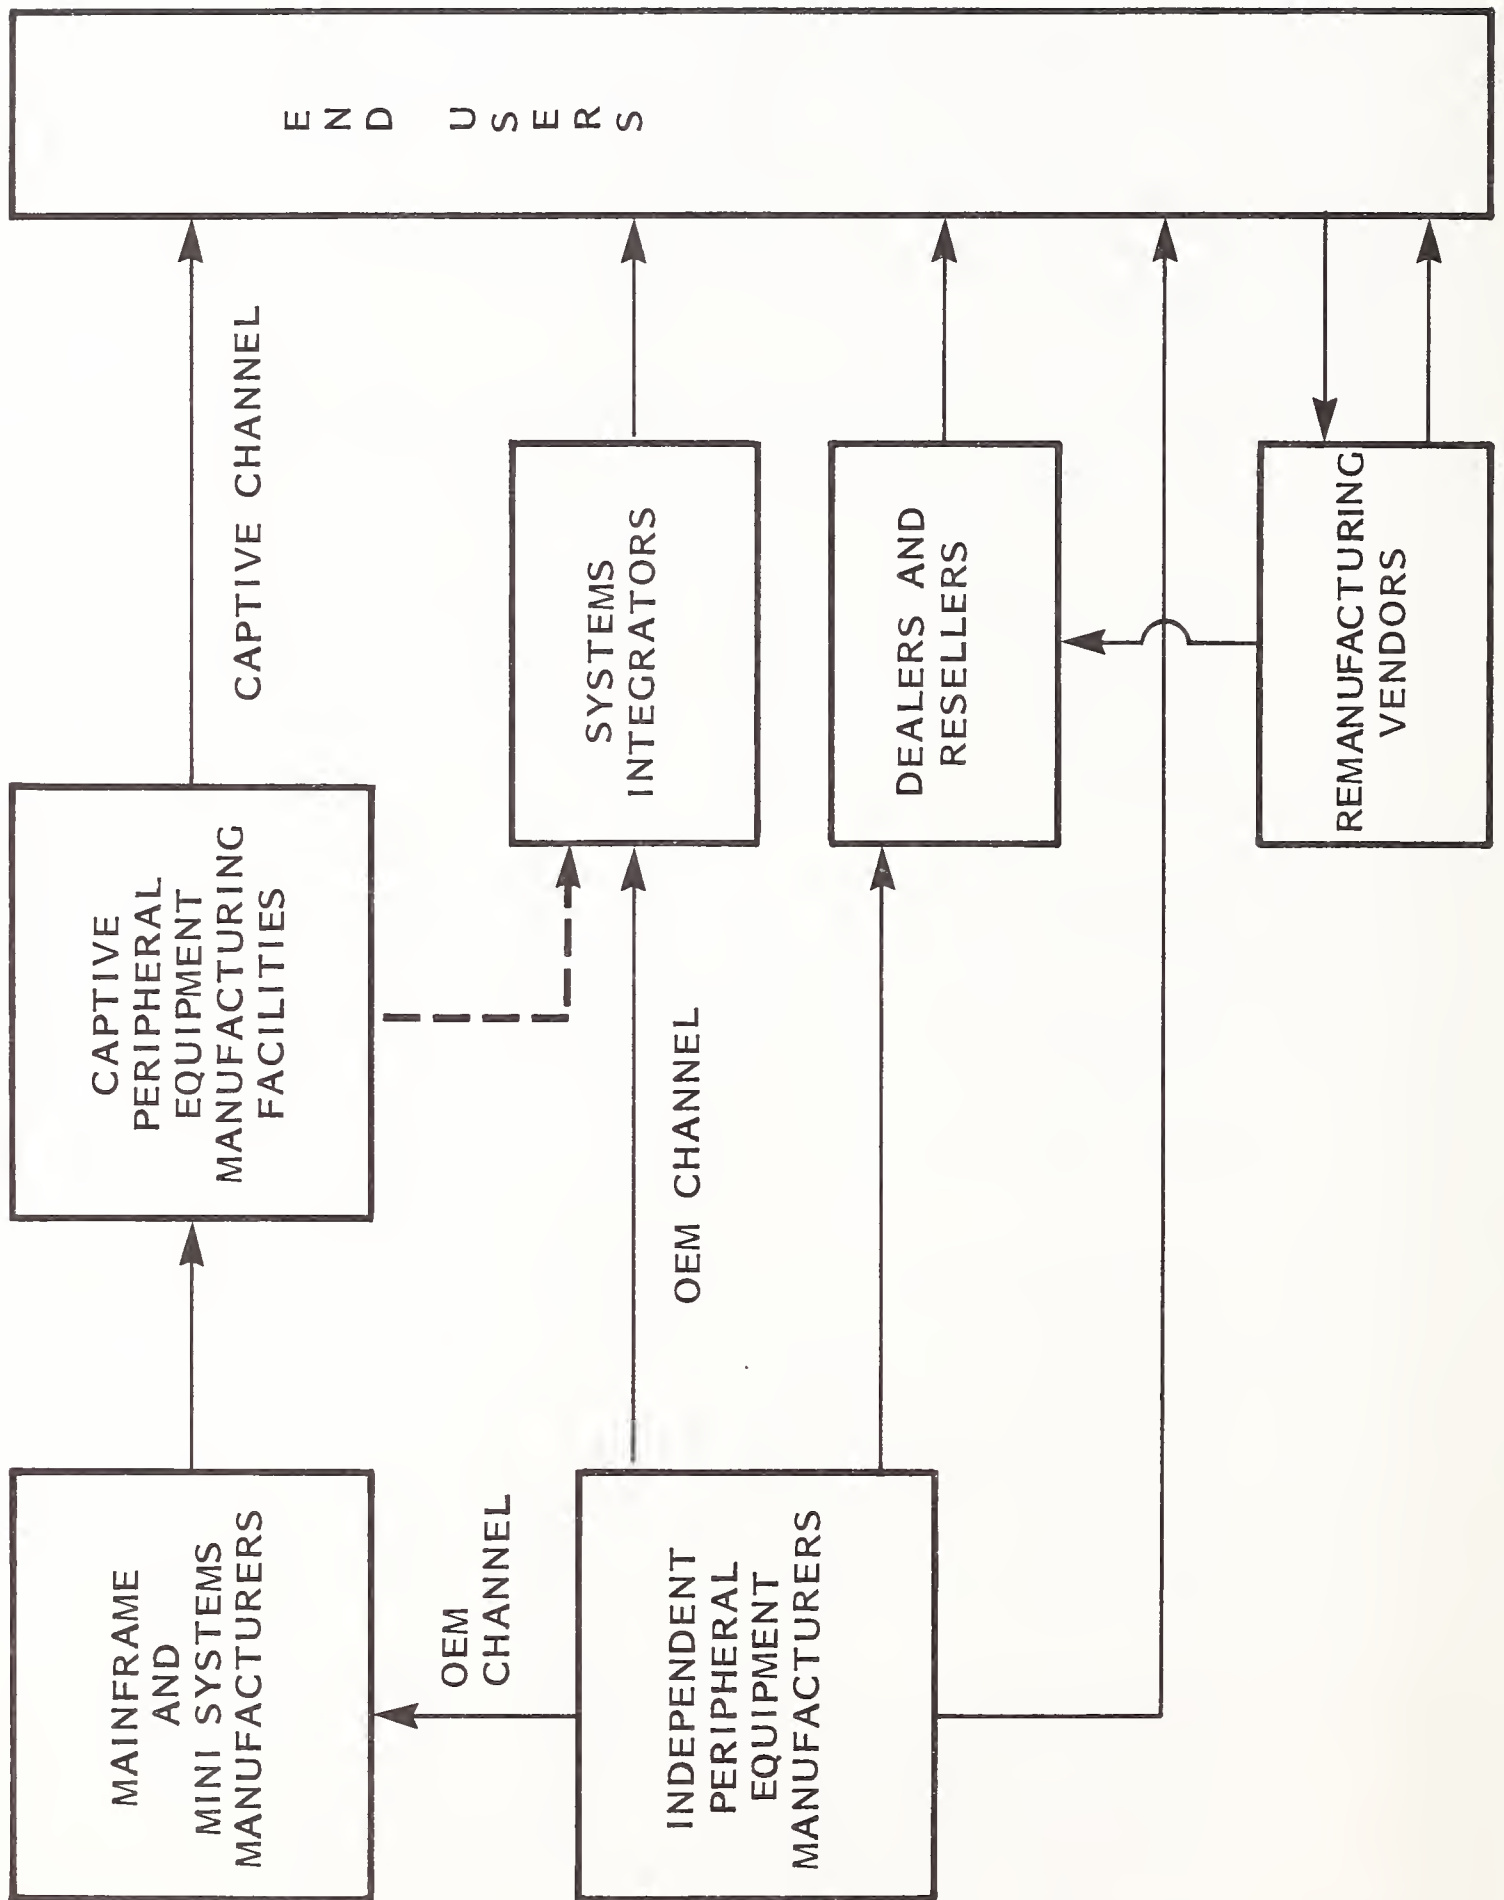 MAINFRAME
AND
MINI SYSTEMS
MANUFACTURERS
CAPTIVE
PERIPHERAL
EQUIPMENT
MANUFACTURING
FACILITIES
CAPTIVE CHANNEL
END USERS
OEM
CHANNEL
INDEPENDENT
PERIPHERAL
EQUIPMENT
MANUFACTURERS
OEM CHANNEL
SYSTEMS
INTEGRATORS
DEALERS AND
RESELLERS
REMANUFACTURING
VENDORS